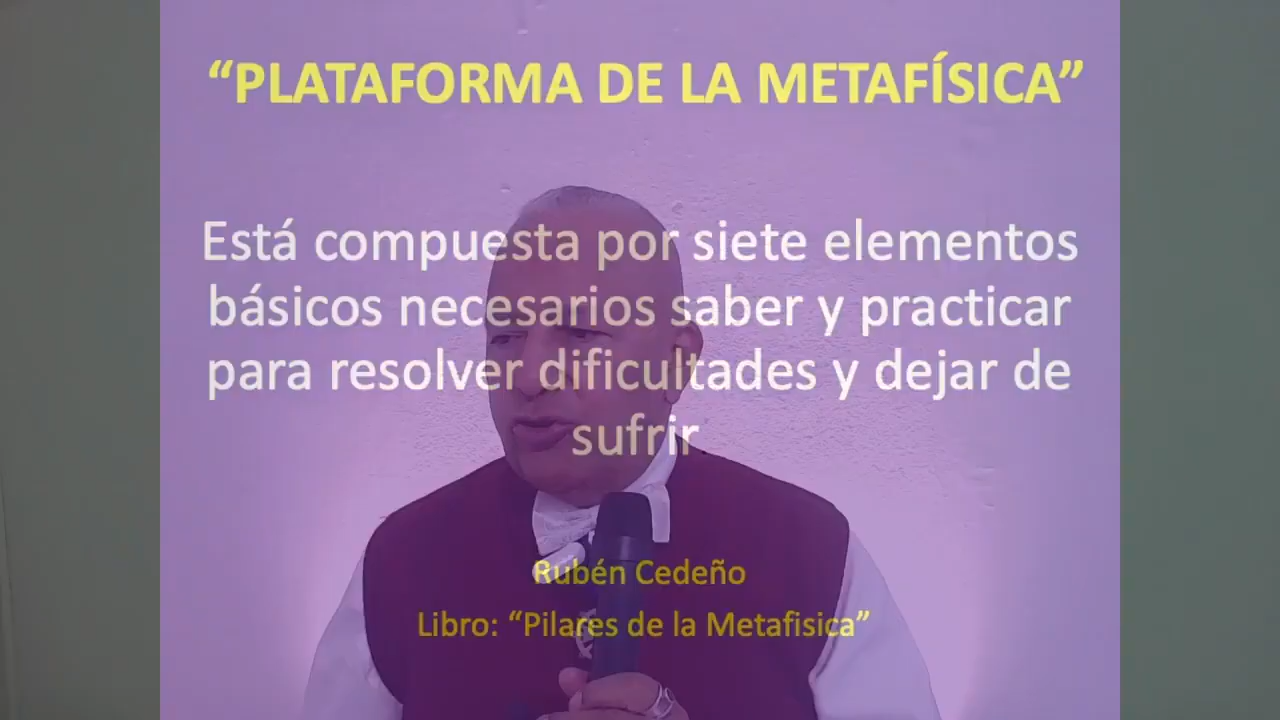 “PLATAFORMA DE LA METAFÍSICA”
Está compuesta por siete elementos
básicos necesarios saber y practicar
para resolver dificultades y dejar de
sufrir.
Rubén Cedeño
Libro: “Pilares de la Metafisica”